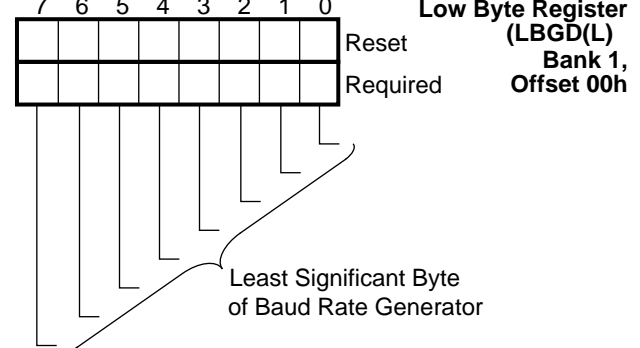 7 6 5 4 3 2 1 0
Low Byte Register
(LBGD(L)
Bank 1,
Offset 00h
Reset
Required
Least Significant Byte
of Baud Rate Generator